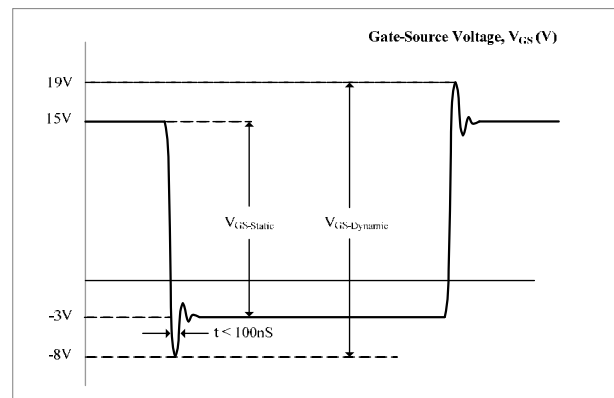 Gate-Source Voltage, VGS (V)
19V
15V
VGS-Static
VGS-Dynamic
-3V
t < 100nS
-8V